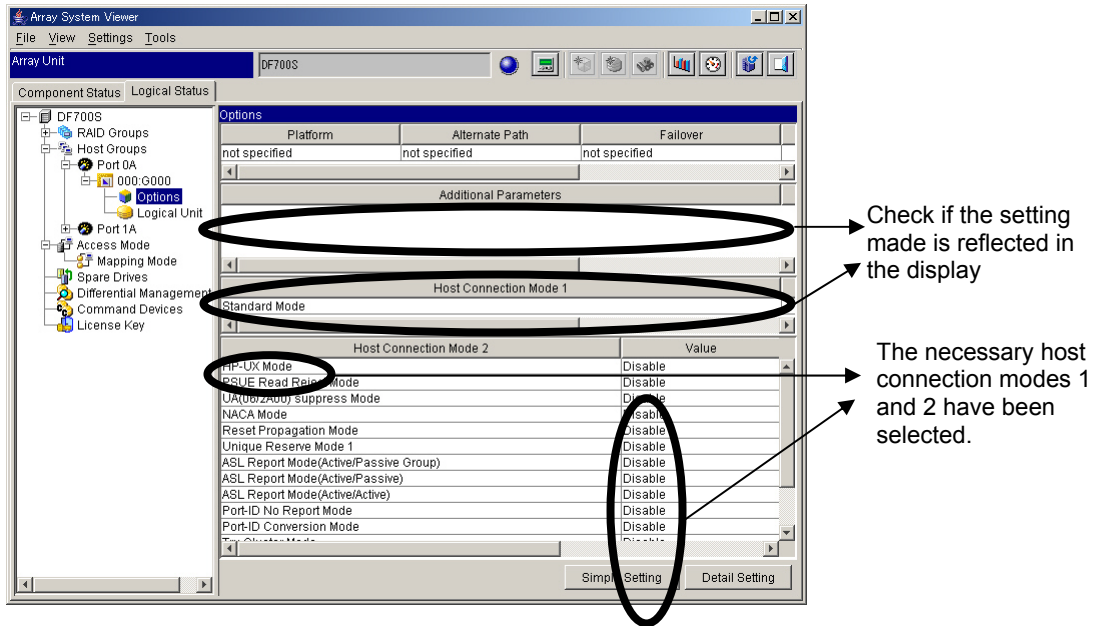 Array System Viewer
File View Settings Tools
Array Unit
DF700S
Component Status Logical Status
DF700S
RAID Groups
Host Groups
Port 0A
000:G000
Options
Logical Unit
Port 1A
Access Mode
Mapping Mode
Spare Drives
Differential Management
Command Devices
License Key
Options
Platform Alternate Path Failover
not specified not specified not specified
Additional Parameters
Host Connection Mode 1
Standard Mode
Host Connection Mode 2 Value
HP-UX Mode Disable
PSUE Read Reject Mode Disable
UA(06/2A00) suppress Mode Disable
NACA Mode Disable
Reset Propagation Mode Disable
Unique Reserve Mode 1 Disable
ASL Report Mode(Active/Passive Group) Disable
ASL Report Mode(Active/Passive) Disable
ASL Report Mode(Active/Active) Disable
Port-ID No Report Mode Disable
Port-ID Conversion Mode Disable
Simple Setting Detail Setting
Check if the setting
made is reflected in
the display
The necessary host
connection modes 1
and 2 have been
selected.